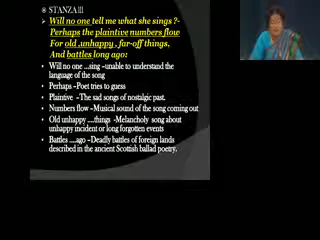 STANZA III
Will no one tell me what she sings ?-
Perhaps the plaintive numbers flow
For old ,unhappy , far-off things,
And battles long ago:
• Will no one ...sing –unable to understand the
language of the song
• Perhaps –Poet tries to guess
• Plaintive –The sad songs of nostalgic past.
• Numbers flow –Musical sound of the song coming out
• Old unhappy ....things -Melancholy song about
unhappy incident or long forgotten events
• Battles ....ago –Deadly battles of foreign lands
described in the ancient Scottish ballad poetry.